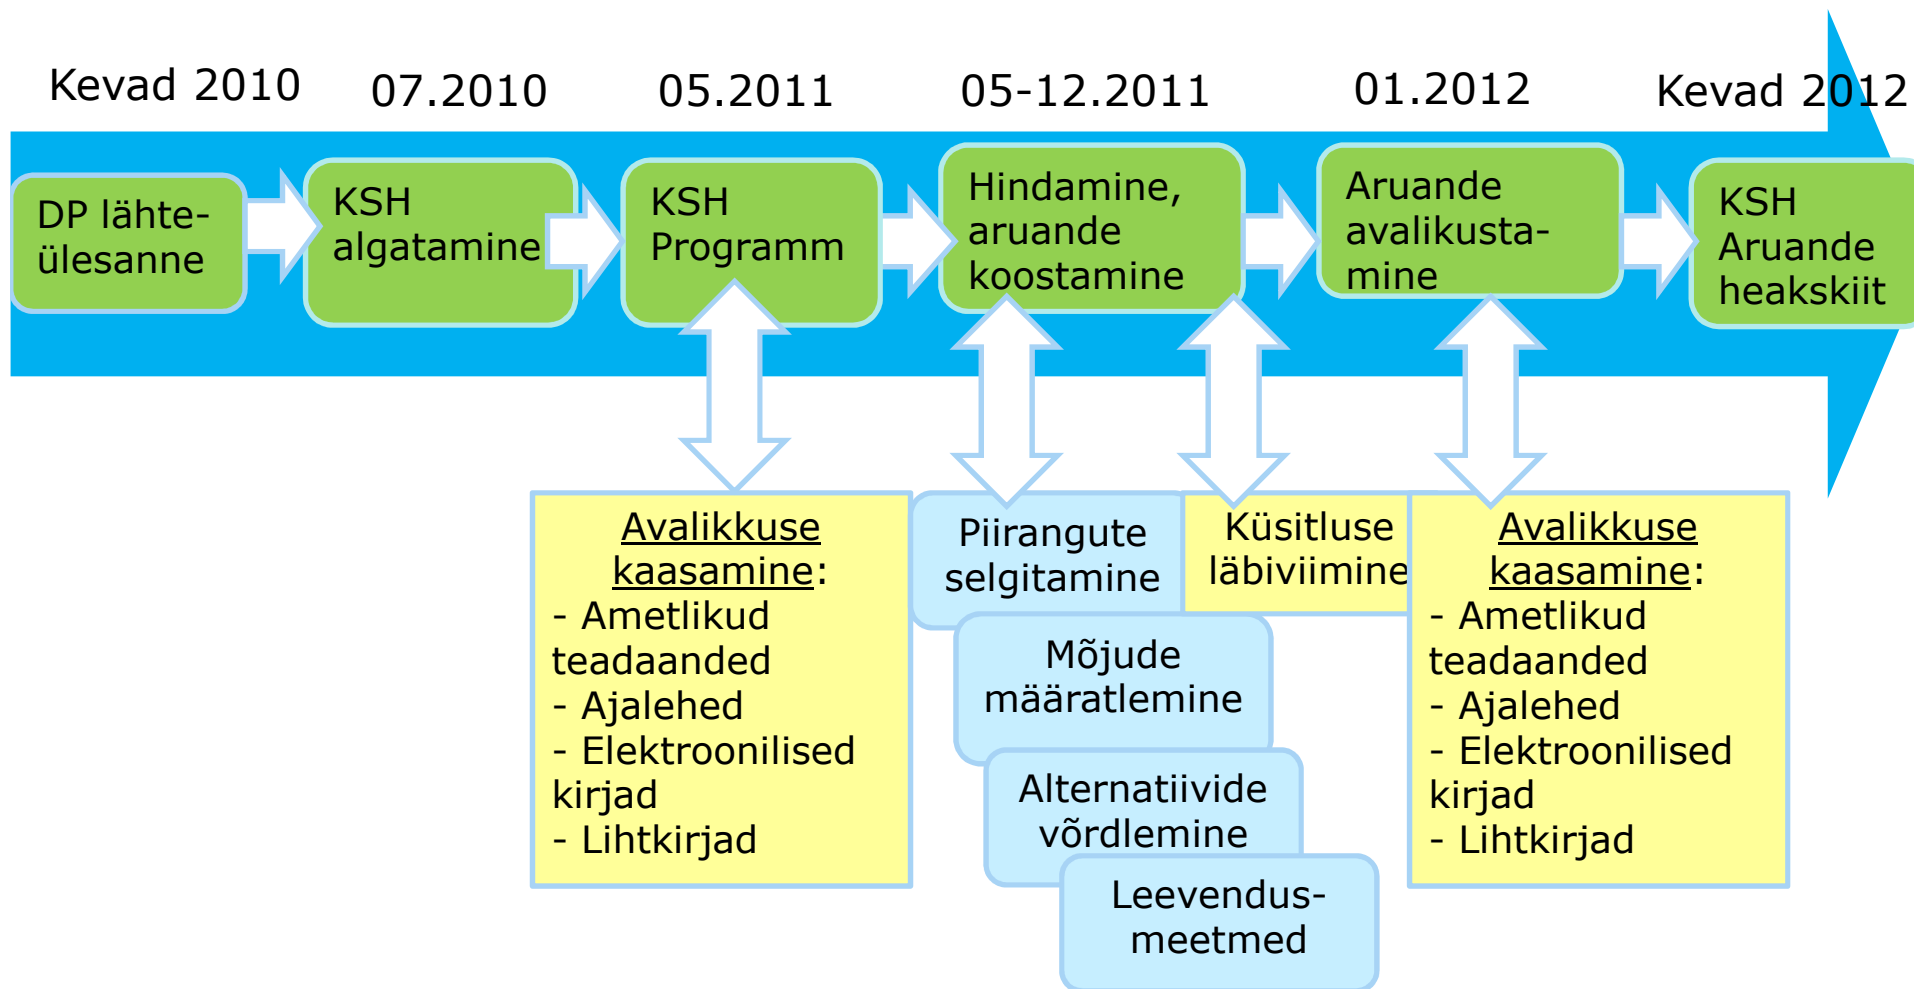 Kevad 2010
07.2010
05.2011
05-12.2011
01.2012
Kevad 2012
DP lähte-
ülesanne
KSH
algatamine
KSH
Programm
Hindamine,
aruande
koostamine
Aruande
avalikusta-
mine
KSH
Aruande
heakskiit
Avalikkuse
kaasamine:
- Ametlikud
teadaanded
- Ajalehed
- Elektroonilised
kirjad
- Lihtkirjad
Piirangute
selgitamine
Mõjude
määratlemine
Alternatiivide
võrdlemine
Leevendus-
meetmed
Küsitluse
läbiviimine
Avalikkuse
kaasamine:
- Ametlikud
teadaanded
- Ajalehed
- Elektroonilised
kirjad
- Lihtkirjad